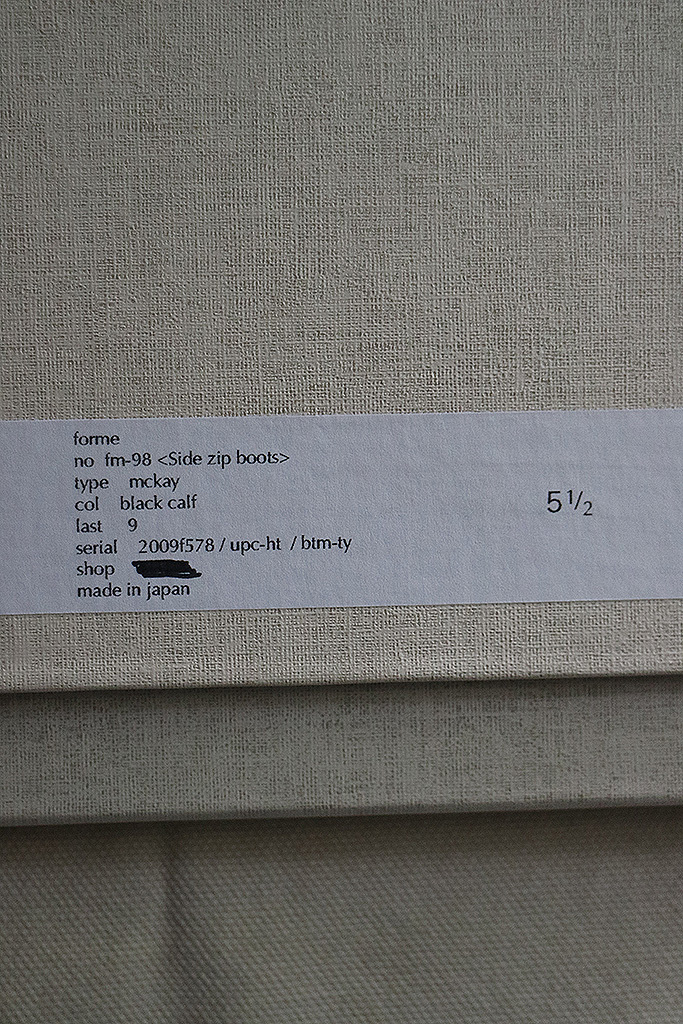 forme
no fm-98 <Side zip boots>
type mckay
col black calf
last 9
serial 2009f578 / upc-ht / btm-ty
shop
made in japan
5 1/2